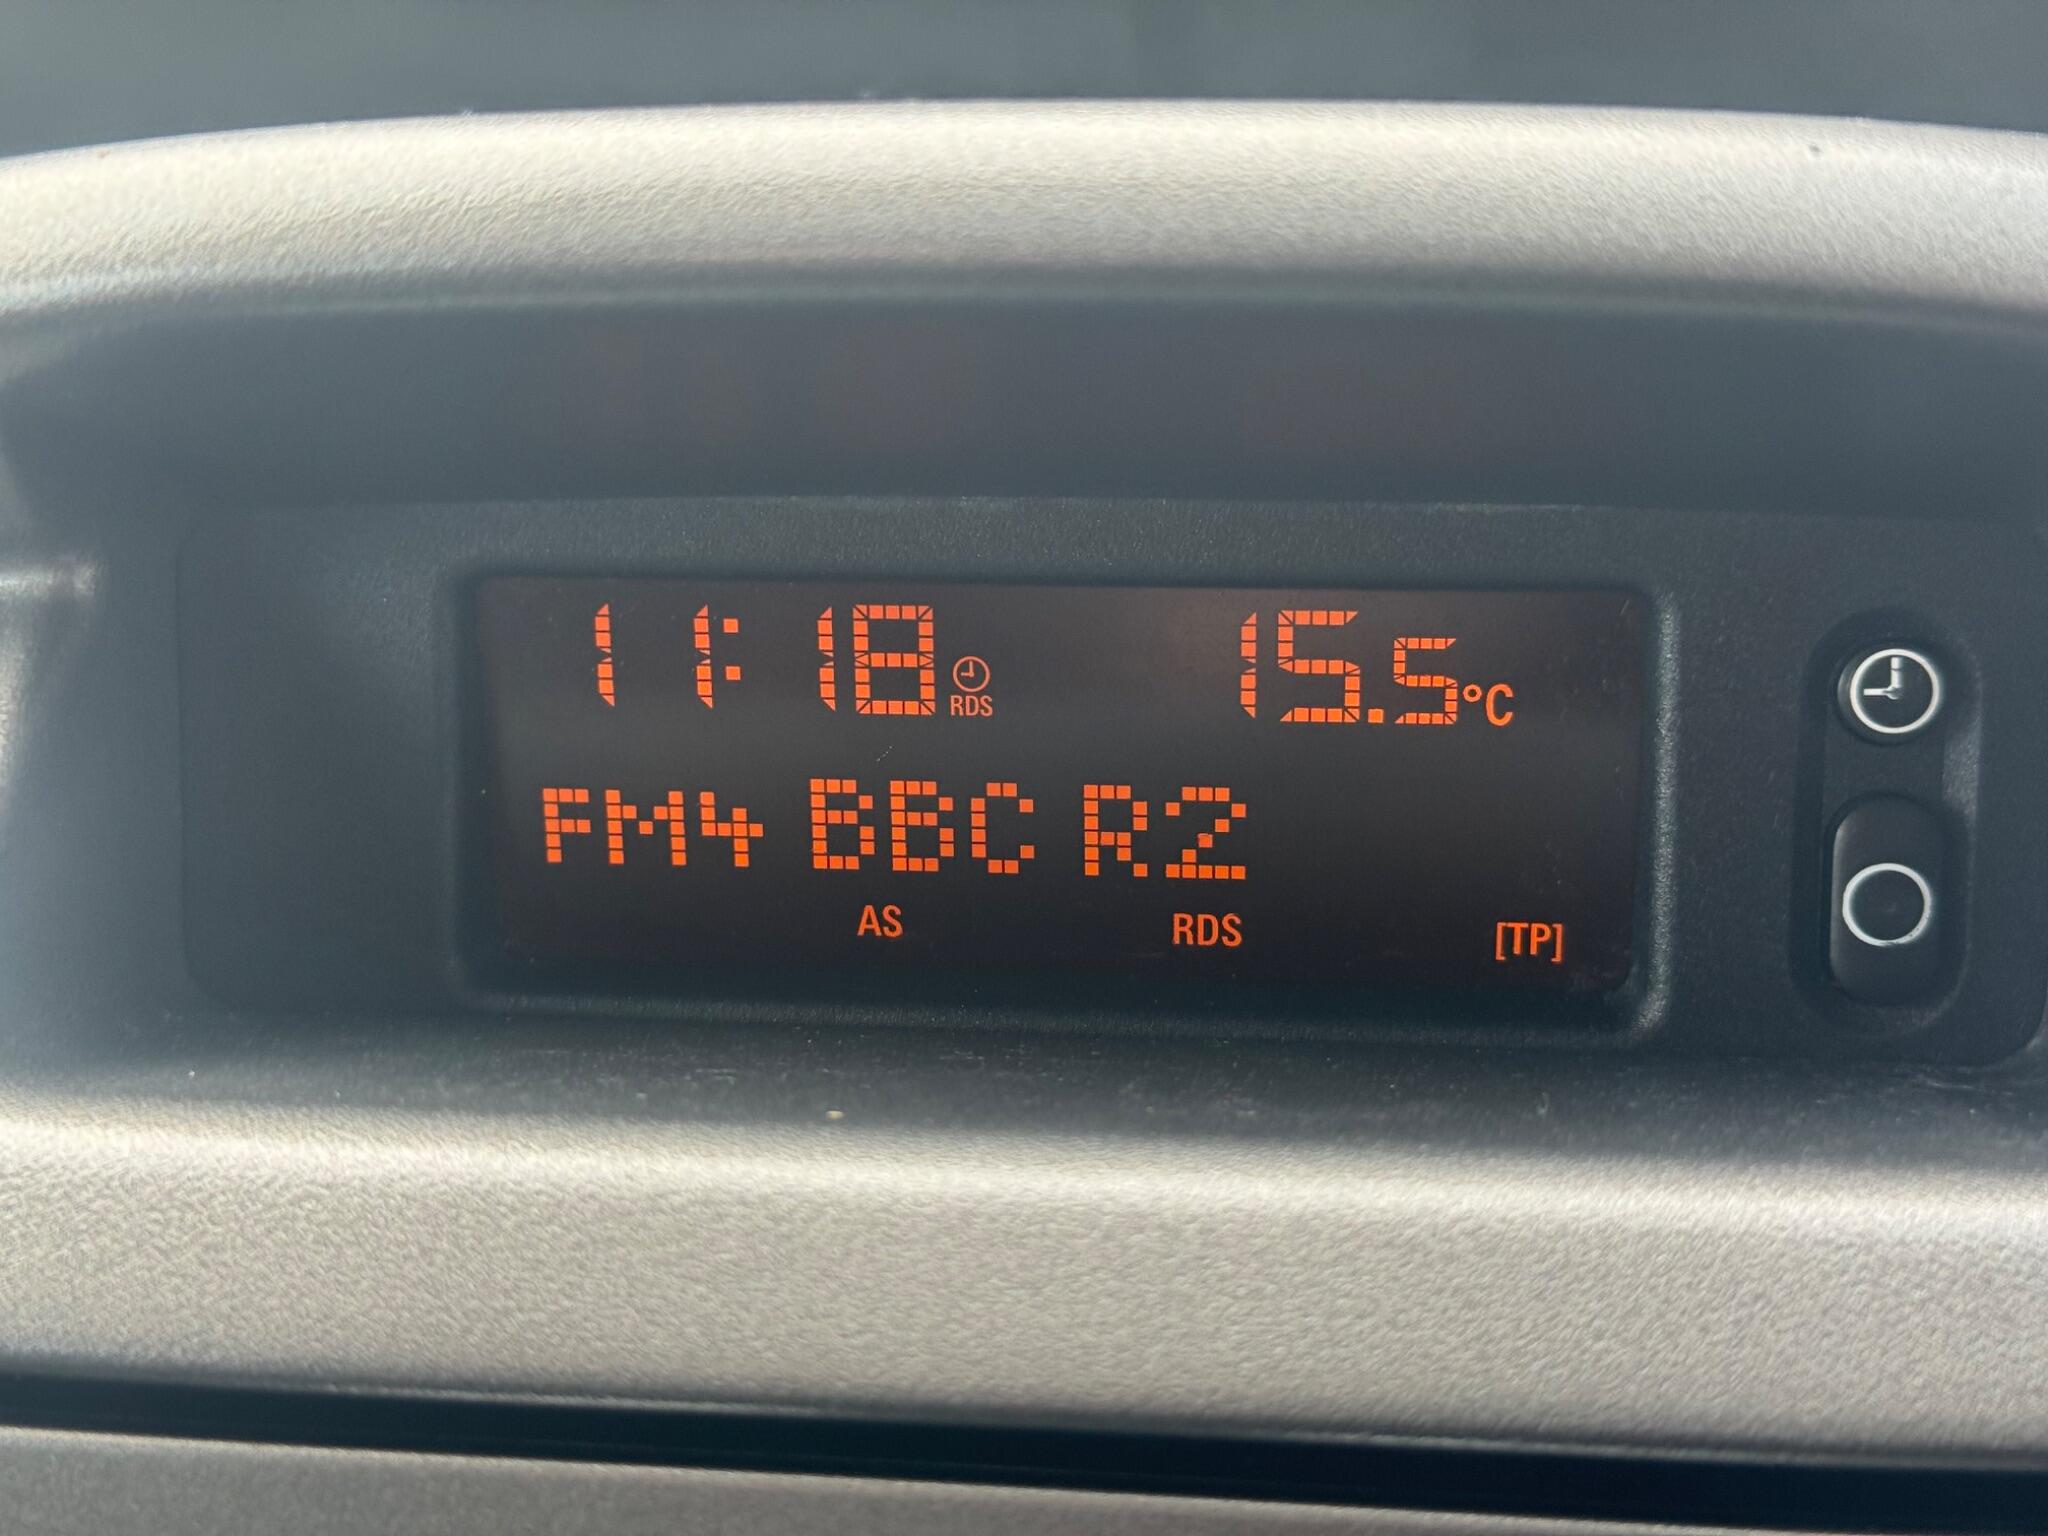 11:18 RDS 15.5°C
FM4 BBC R2
AS RDS [TP]